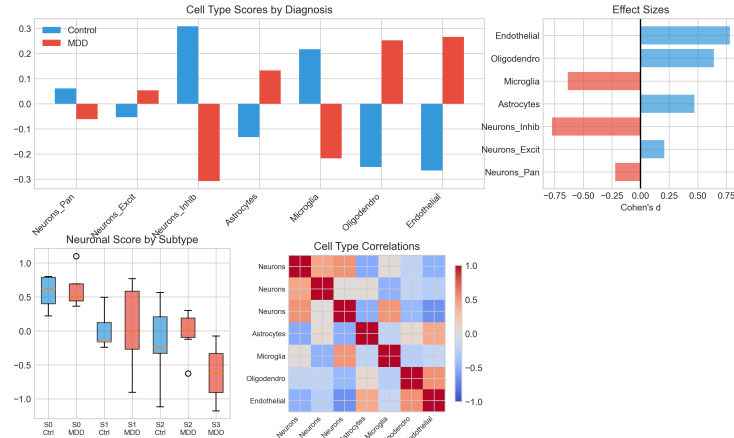 Cell Type Scores by Diagnosis
Control
MDD
0.3
0.2
0.1
0.0
−0.1
−0.2
−0.3
Neurons_Pan
Neurons_Excit
Neurons_Inhib
Astrocytes
Microglia
Oligodendro
Endothelial
Effect Sizes
Endothelial
Oligodendro
Microglia
Astrocytes
Neurons_Inhib
Neurons_Excit
Neurons_Pan
−0.75 −0.50 −0.25 0.00 0.25 0.50 0.75
Cohen's d
Neuronal Score by Subtype
1.0
0.5
0.0
−0.5
−1.0
S0 S0 S1 S1 S2 S2 S3
Ctrl MDD Ctrl MDD Ctrl MDD MDD
Cell Type Correlations
Neurons
Neurons
Neurons
Astrocytes
Microglia
Oligodendro
Endothelial
Neurons
Neurons
Neurons
Astrocytes
Microglia
godendro
Endothelial
1.0
0.5
0.0
−0.5
−1.0